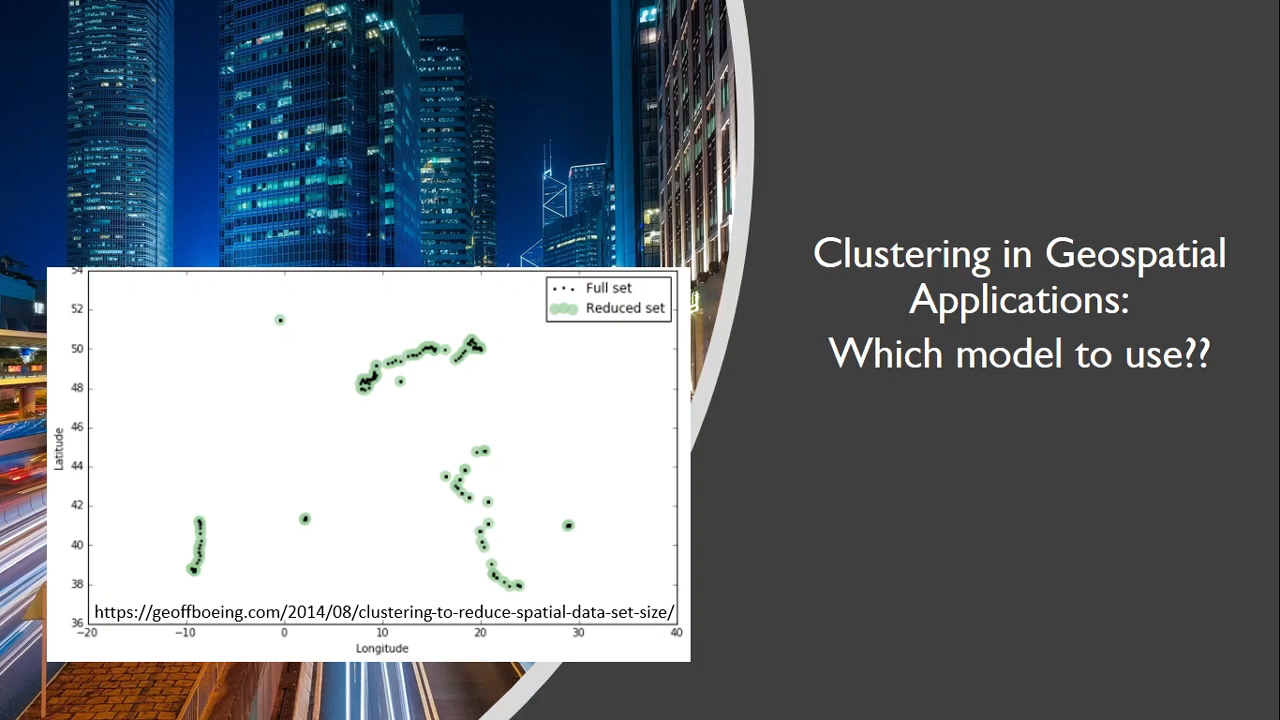 Clustering in Geospatial
Applications:
Which model to use??
Full set
Reduced set
54
52
50
48
46
44
42
40
38
36
Latitude
https://geoffboeing.com/2014/08/clustering-to-reduce-spatial-data-set-size/
−20
−10
0
10
20
30
40
Longitude